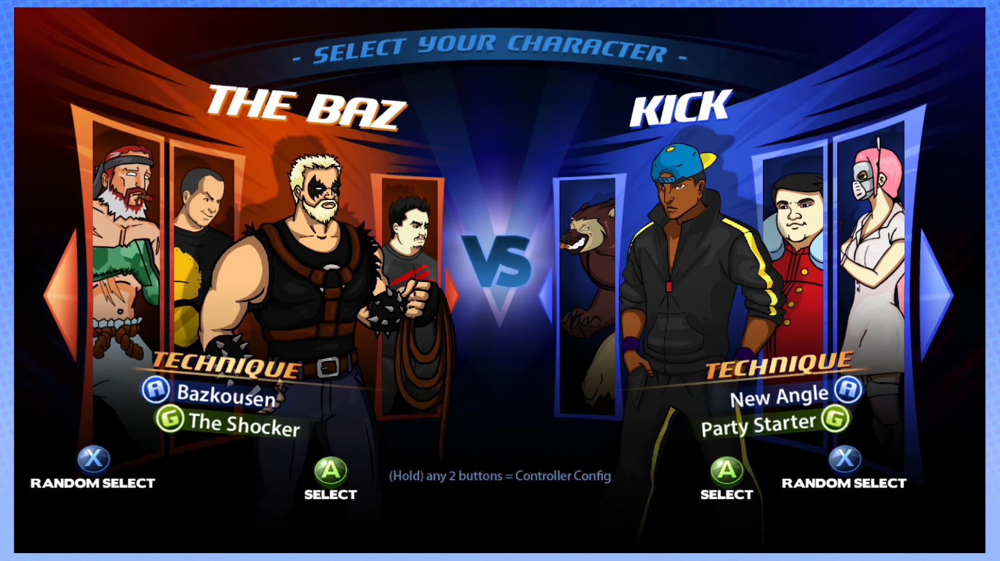 - SELECT YOUR CHARACTER -
THE BAZ
KICK
VS
TECHNIQUE
A Bazkousen
G The Shocker
TECHNIQUE
New Angle A
Party Starter G
X
RANDOM SELECT
A
SELECT
(Hold) any 2 buttons = Controller Config
A
SELECT
X
RANDOM SELECT